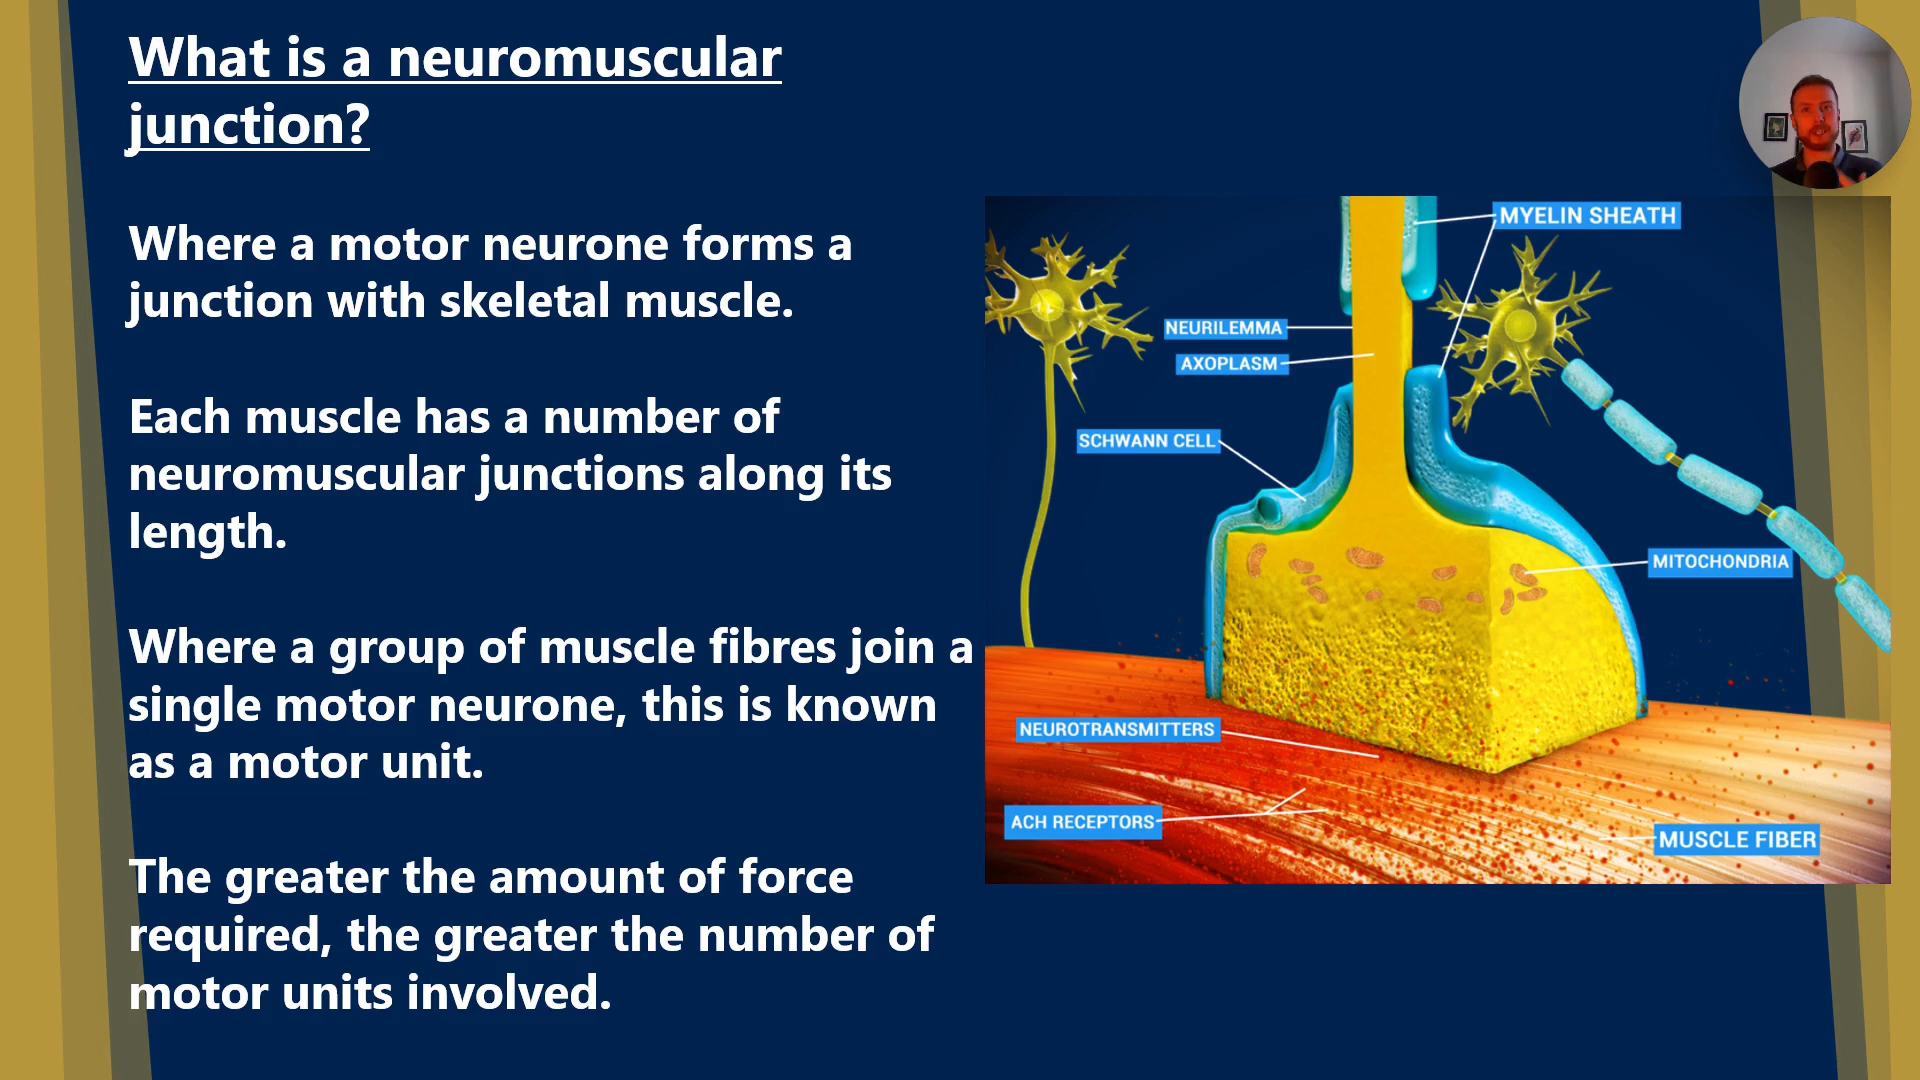 What is a neuromuscular
junction?
Where a motor neurone forms a
junction with skeletal muscle.
Each muscle has a number of
neuromuscular junctions along its
length.
Where a group of muscle fibres join a
single motor neurone, this is known
as a motor unit.
The greater the amount of force
required, the greater the number of
motor units involved.
MYELIN SHEATH
NEURILEMMA
AXOPLASM
SCHWANN CELL
MITOCHONDRIA
NEUROTRANSMITTERS
ACH RECEPTORS
MUSCLE FIBER